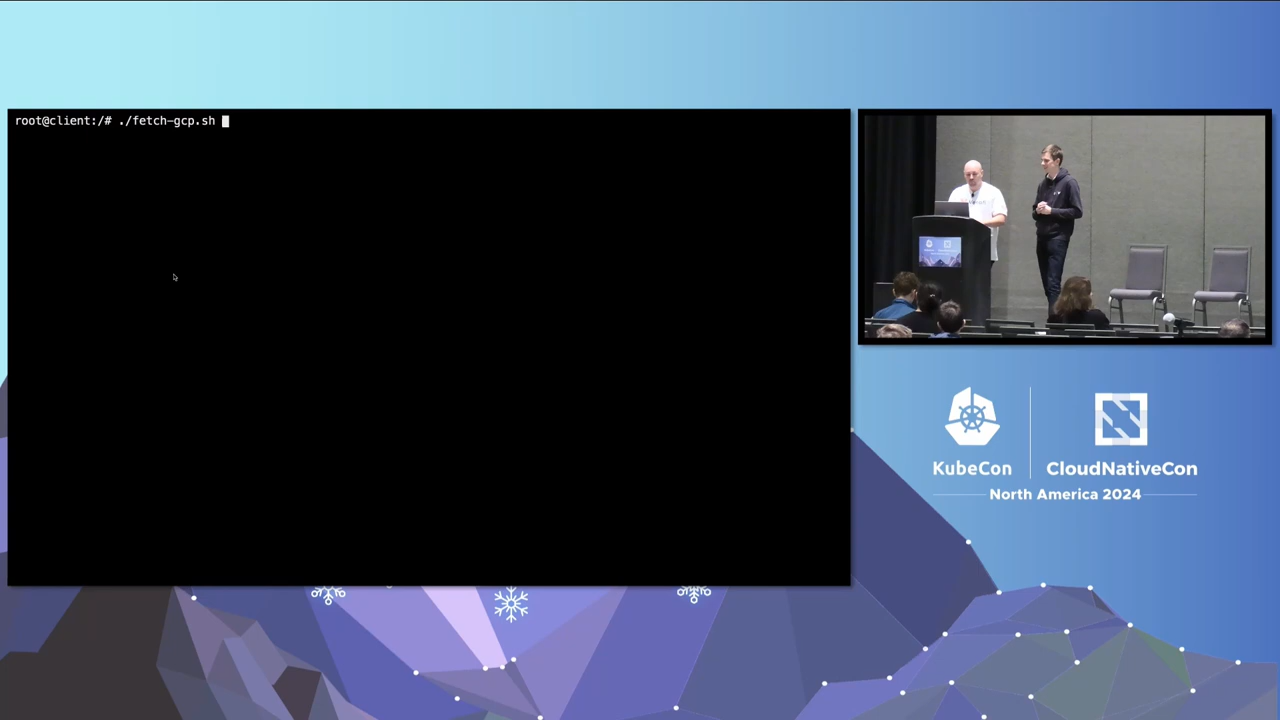 root@client:/# ./fetch-gcp.sh
KubeCon
CloudNativeCon
North America 2024